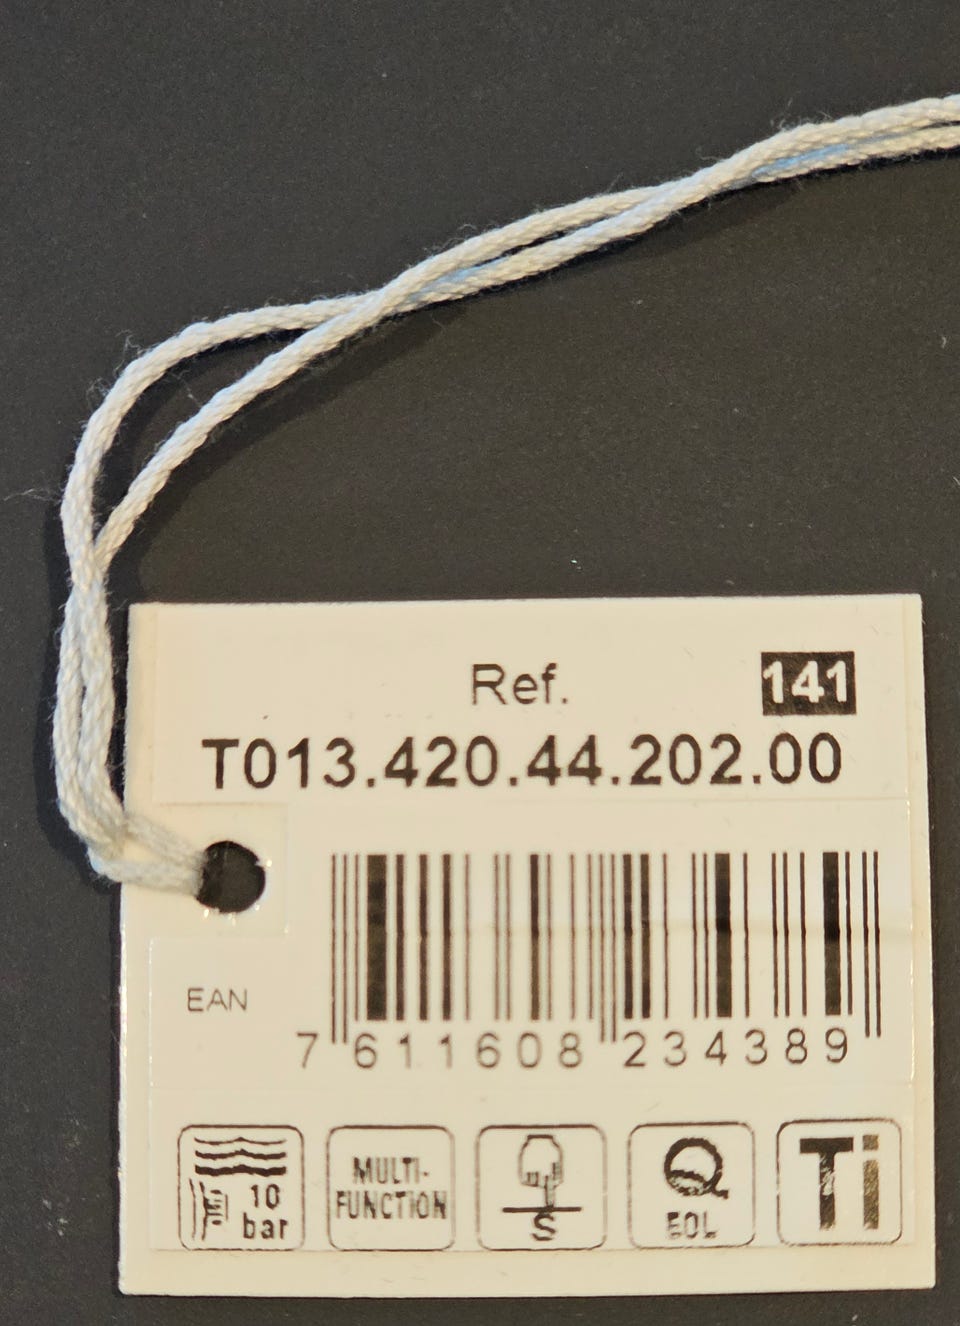 Ref. 141
T013.420.44.202.00
EAN
7 611608 234389
10
bar
MULTI-
FUNCTION
S
Q
EOL
Ti